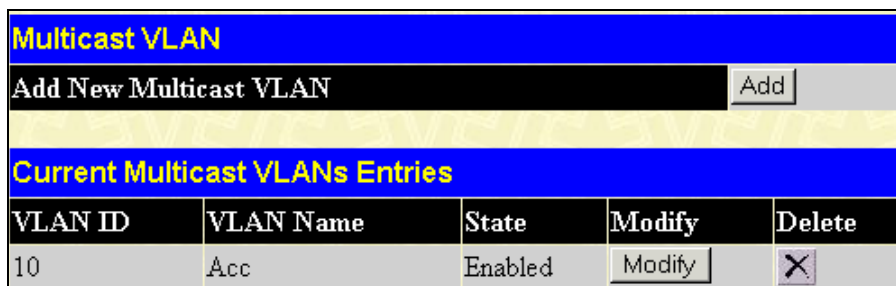 Multicast VLAN
Add New Multicast VLAN Add
Current Multicast VLANs Entries
VLAN ID VLAN Name State Modify Delete
10 Acc Enabled Modify X